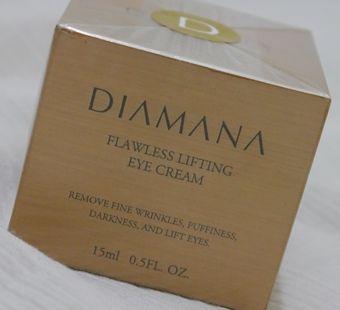 D
DIAMANA
FLAWLESS LIFTING
EYE CREAM
REMOVE FINE WRINKLES, PUFFINESS,
DARKNESS, AND LIFT EYES.
15ml 0.5FL. OZ.